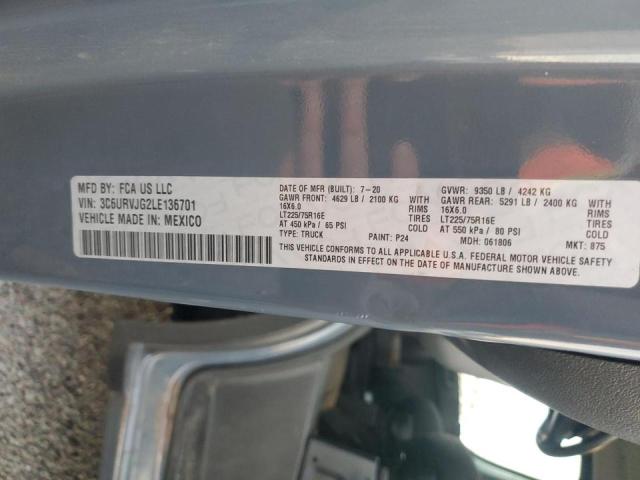 MFD BY: FCA US LLC
VIN: 3C6URVJG2LE136701
VEHICLE MADE IN: MEXICO
DATE OF MFR (BUILT): 7-20 GVWR: 9350 LB / 4242 KG
GAWR FRONT: 4629 LB / 2100 KG WITH GAWR REAR: 5291 LB / 2400 KG WITH
16X6.0 RIMS 16X6.0 RIMS
LT225/75R16E TIRES LT225/75R16E TIRES
AT 450 kPa / 65 PSI COLD AT 550 kPa / 80 PSI COLD
TYPE: TRUCK PAINT: P24 MDH: 061806 MKT: 875
THIS VEHICLE CONFORMS TO ALL APPLICABLE U.S.A. FEDERAL MOTOR VEHICLE SAFETY
STANDARDS IN EFFECT ON THE DATE OF MANUFACTURE SHOWN ABOVE.